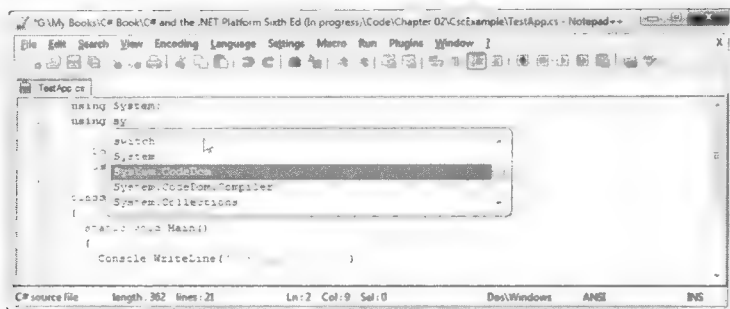 *G:\My Books\C# Book\C# and the .NET Platform Sixth Ed (In progress)\Code\Chapter 02\CscExample\TestApp.cs - Notepad++
File Edit Search View Encoding Language Settings Macro Run Plugins Window ? X
TestApp.cs
using System;
using sy
switch
System
System.CodeDom
System.CodeDom.Compiler
System.Collections
class
{
static void Main()
{
Console.WriteLine(
C# source file length : 362 lines : 21 Ln : 2 Col : 9 Sel : 0 Dos\Windows ANSI INS